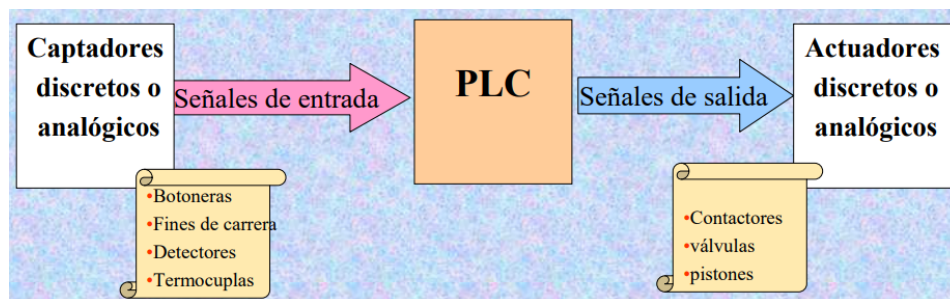 Captadores
discretos o
analógicos
Señales de entrada
PLC
Señales de salida
Actuadores
discretos o
analógicos
•Botoneras
•Fines de carrera
•Detectores
•Termocuplas
•Contactores
•válvulas
•pistones